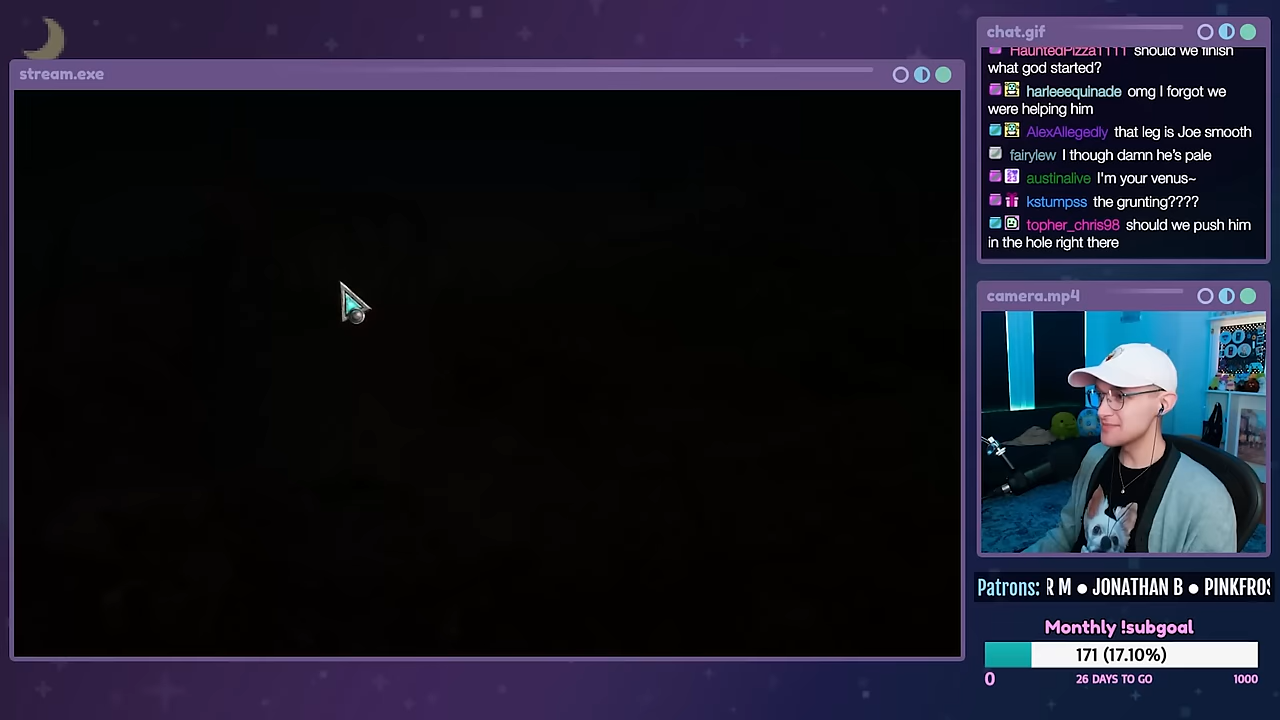 stream.exe
chat.gif
HauntedPizza1111 should we finish
what god started?
harleeequinade omg I forgot we
were helping him
AlexAllegedly that leg is Joe smooth
fairylew I though damn he's pale
austinalive I'm your venus~
kstumpss the grunting????
topher_chris98 should we push him
in the hole right there
camera.mp4
Patrons: R M ● JONATHAN B ● PINKFROS
Monthly !subgoal
171 (17.10%)
0 26 DAYS TO GO 1000